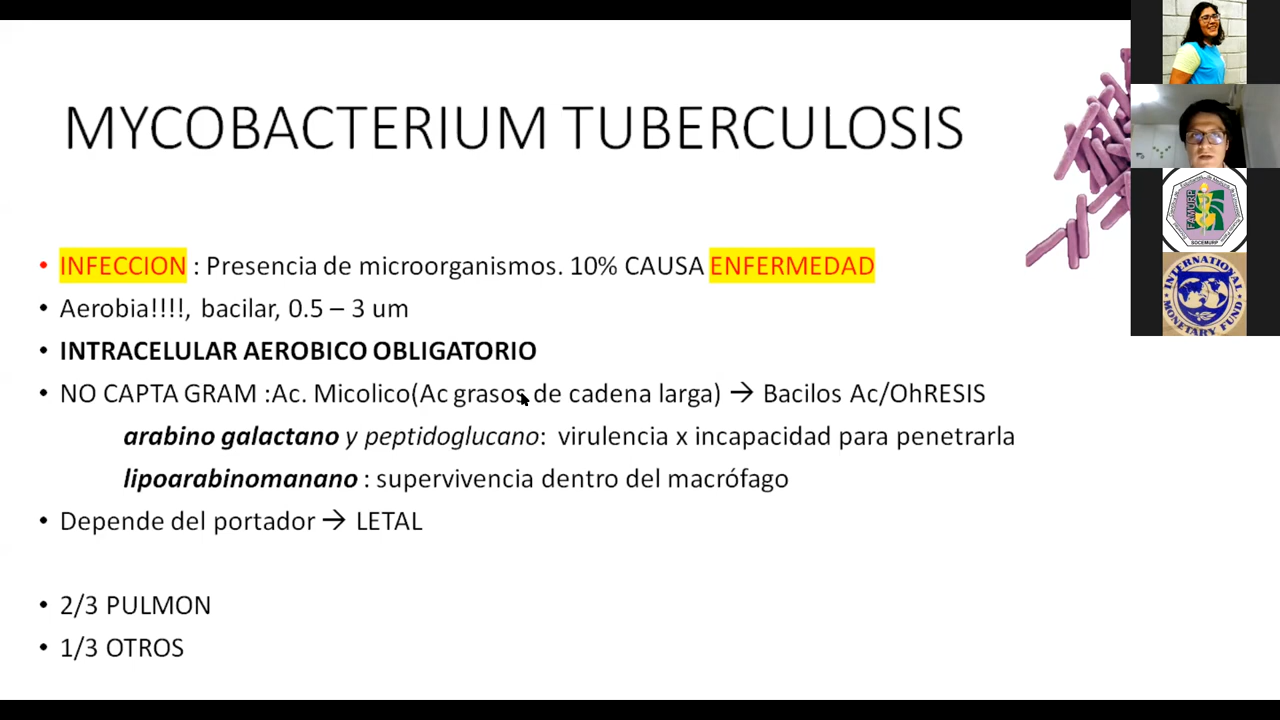 MYCOBACTERIUM TUBERCULOSIS
• INFECCION : Presencia de microorganismos. 10% CAUSA ENFERMEDAD
• Aerobia!!!!, bacilar, 0.5 – 3 um
• INTRACELULAR AEROBICO OBLIGATORIO
• NO CAPTA GRAM :Ac. Micolico(Ac grasos de cadena larga) → Bacilos Ac/OhRESIS
arabino galactano y peptidoglucano: virulencia x incapacidad para penetrarla
lipoarabinomanano : supervivencia dentro del macrófago
• Depende del portador → LETAL
• 2/3 PULMON
• 1/3 OTROS
FAMURP
SOCEMURP
INTERNATIONAL
MONETARY FUND